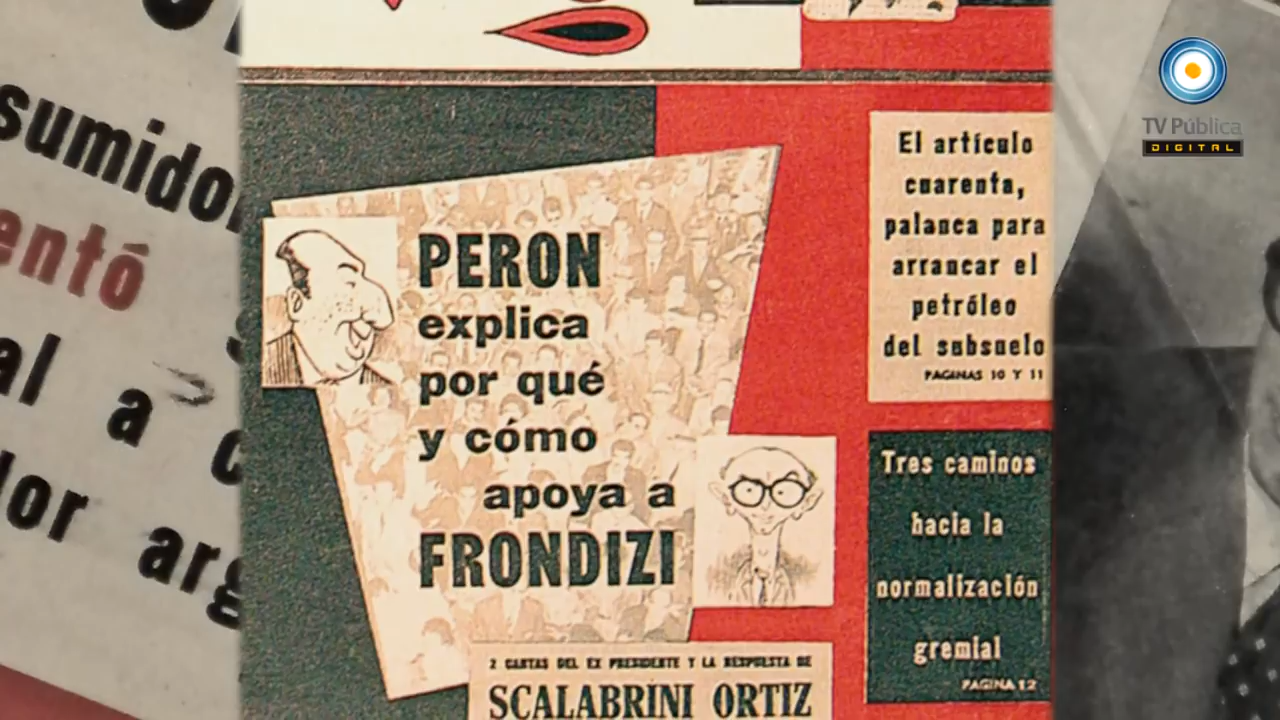 PERON
explica
por qué
y cómo
apoya a
FRONDIZI
2 CARTAS DEL EX PRESIDENTE Y LA RESPUESTA DE
SCALABRINI ORTIZ
El artículo
cuarenta,
palanca para
arrancar el
petróleo
del subsuelo
PAGINAS 10 Y 11
Tres caminos
hacia la
normalización
gremial
PAGINA 12
entó
al a
arg
TV Pública
DIGITAL